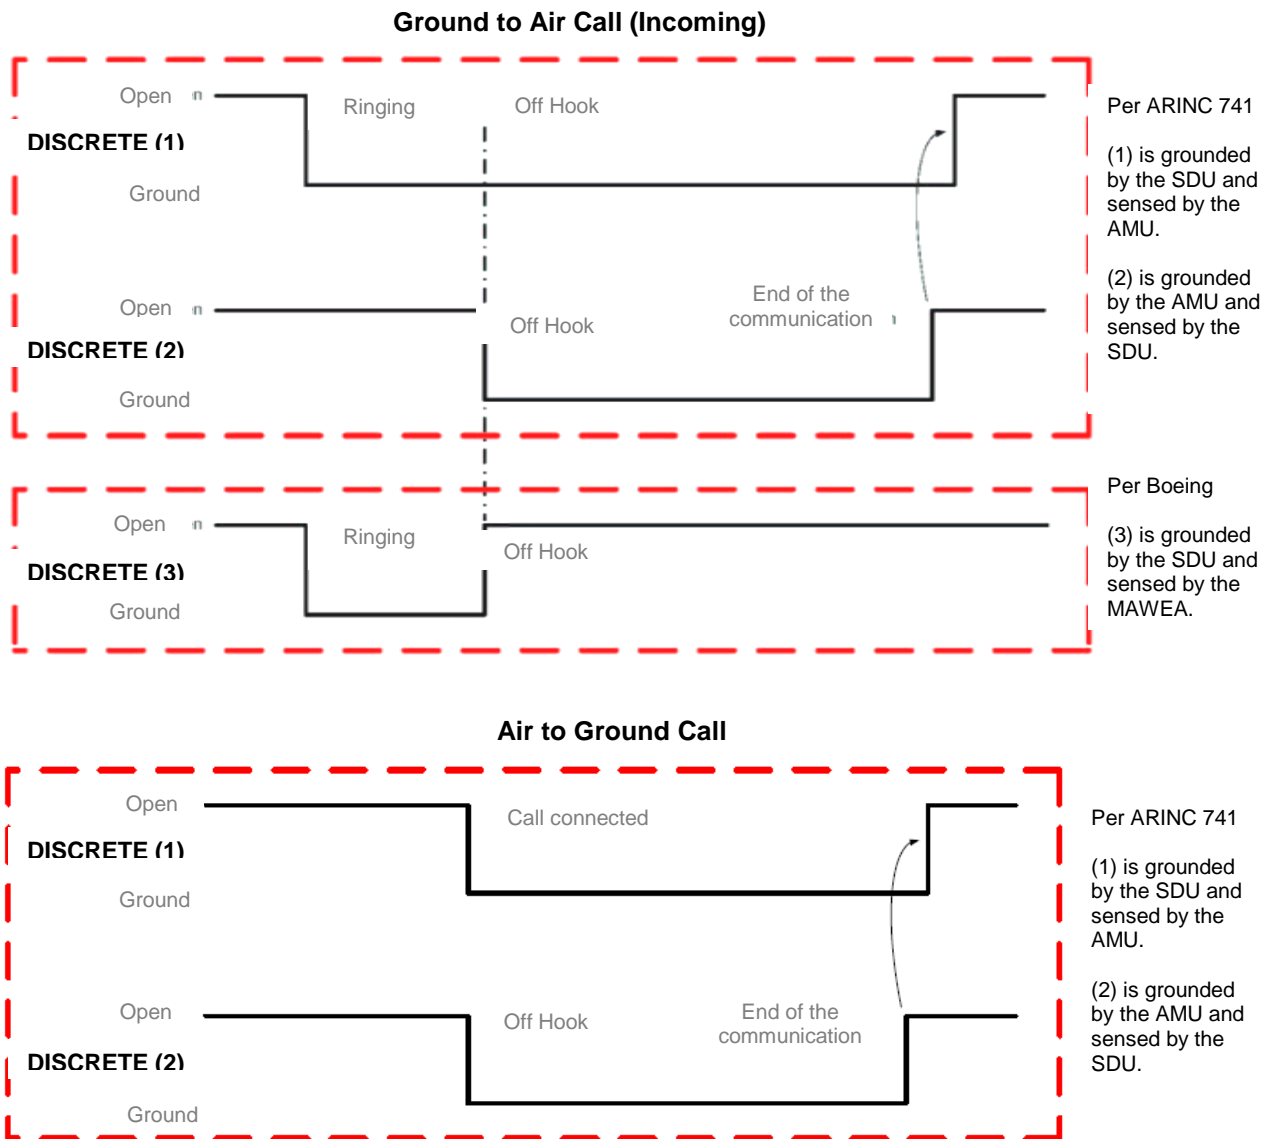 Ground to Air Call (Incoming)
Open
Ringing
Off Hook
DISCRETE (1)
Ground
Open
Off Hook
End of the
communication
DISCRETE (2)
Ground
Per ARINC 741
(1) is grounded
by the SDU and
sensed by the
AMU.
(2) is grounded
by the AMU and
sensed by the
SDU.
Open
Ringing
Off Hook
DISCRETE (3)
Ground
Per Boeing
(3) is grounded
by the SDU and
sensed by the
MAWEA.
Air to Ground Call
Open
Call connected
DISCRETE (1)
Ground
Open
Off Hook
End of the
communication
DISCRETE (2)
Ground
Per ARINC 741
(1) is grounded
by the SDU and
sensed by the
AMU.
(2) is grounded
by the AMU and
sensed by the
SDU.